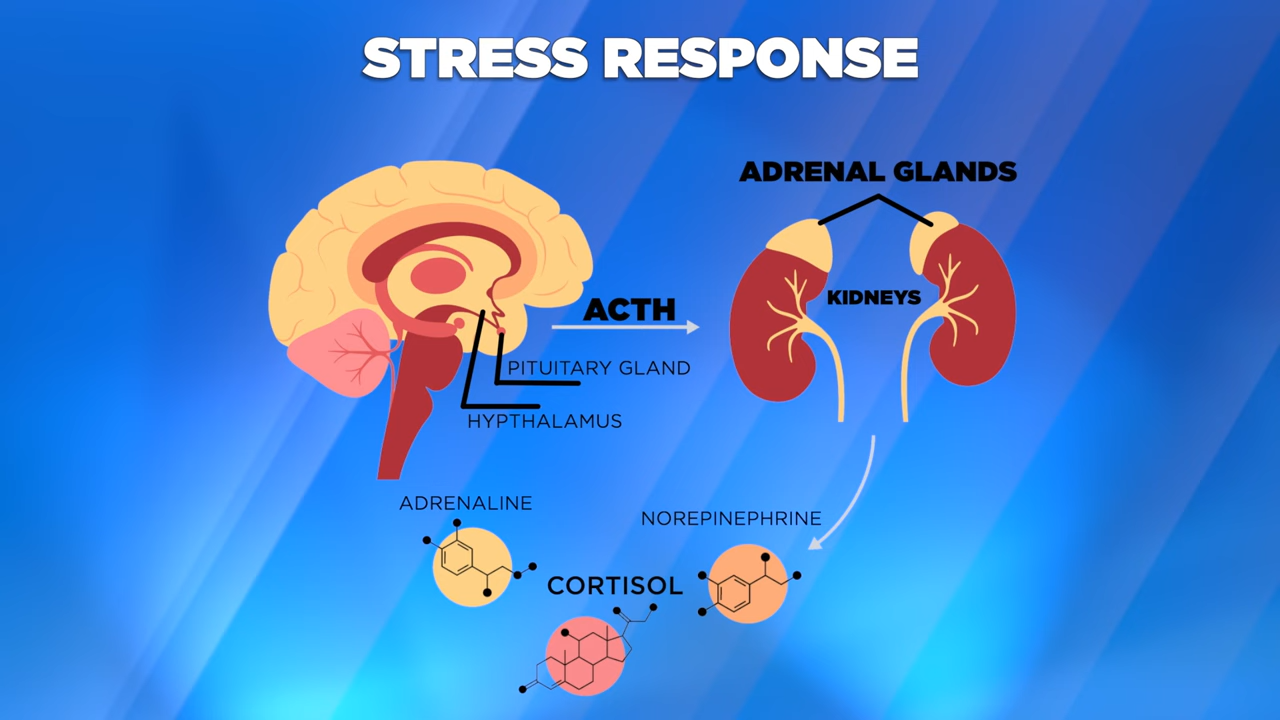 STRESS RESPONSE
ADRENAL GLANDS
KIDNEYS
ACTH
PITUITARY GLAND
HYPTHALAMUS
ADRENALINE
NOREPINEPHRINE
CORTISOL